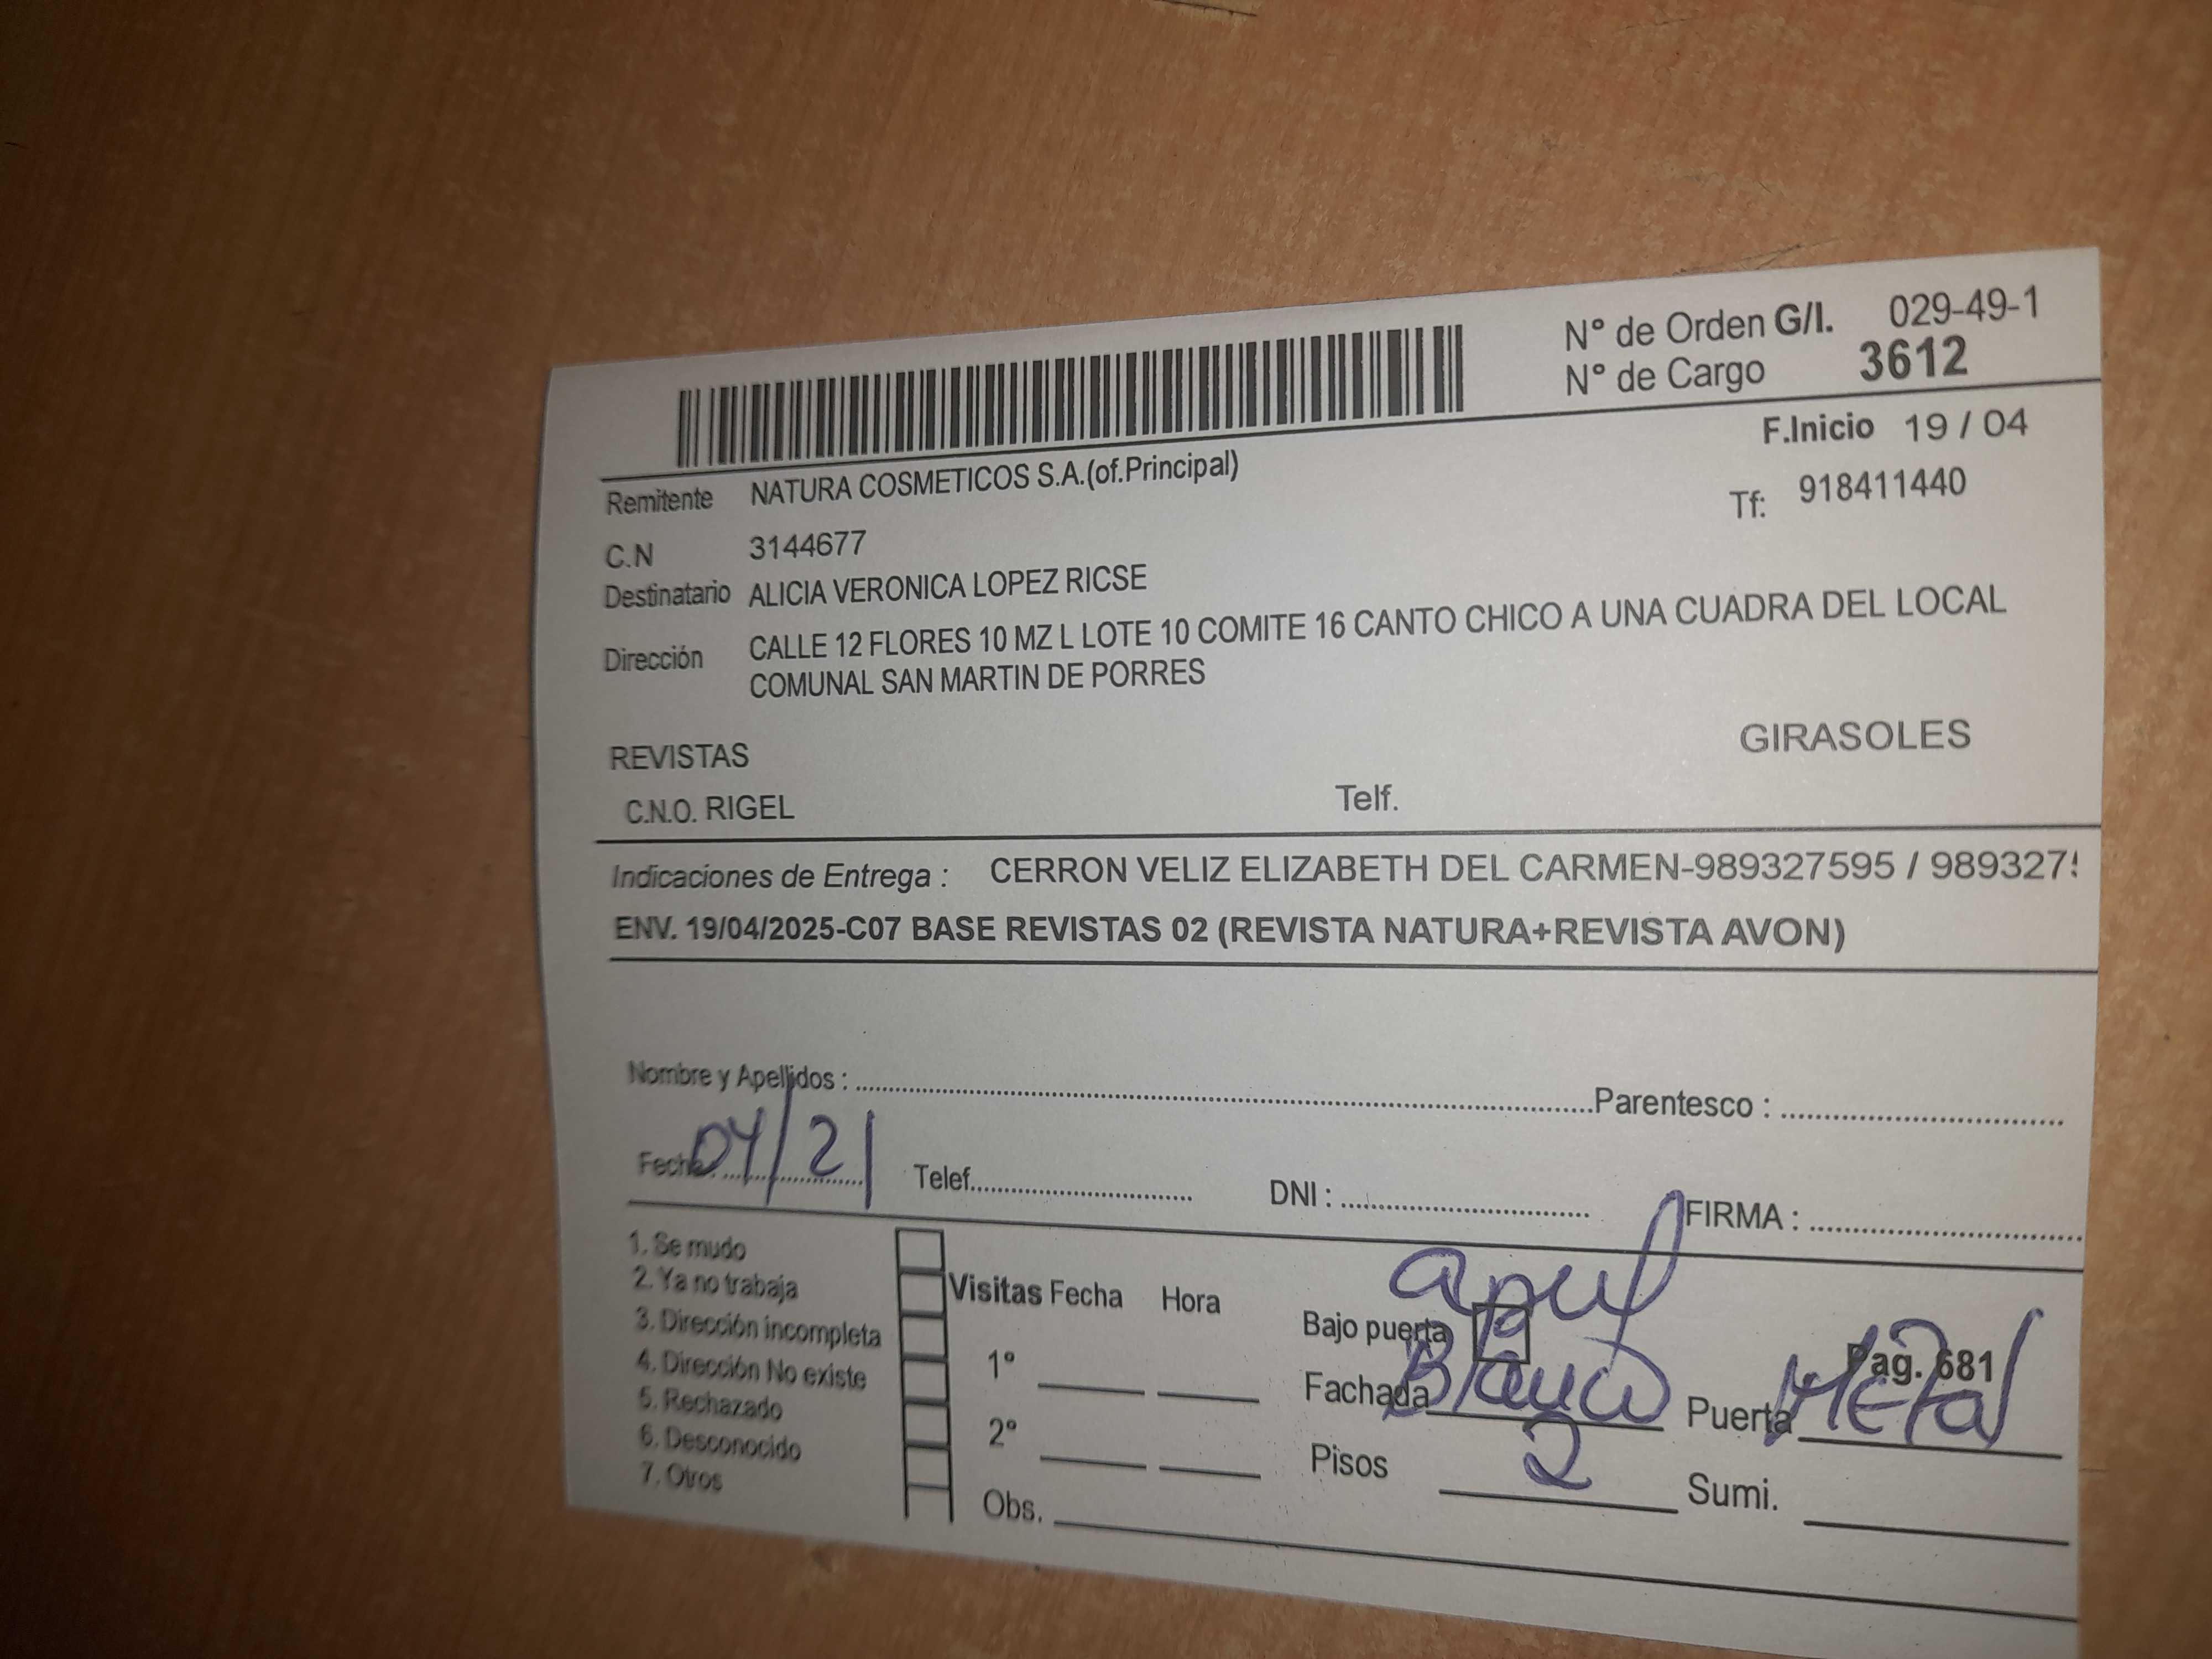 N° de Orden G/I. 029-49-1
N° de Cargo 3612
F.Inicio 19 / 04
Remitente NATURA COSMETICOS S.A.(of.Principal)
Tf: 918411440
C.N 3144677
Destinatario ALICIA VERONICA LOPEZ RICSE
Dirección CALLE 12 FLORES 10 MZ L LOTE 10 COMITE 16 CANTO CHICO A UNA CUADRA DEL LOCAL
COMUNAL SAN MARTIN DE PORRES
REVISTAS GIRASOLES
C.N.O. RIGEL Telf.
Indicaciones de Entrega : CERRON VELIZ ELIZABETH DEL CARMEN-989327595 / 989327
ENV. 19/04/2025-C07 BASE REVISTAS 02 (REVISTA NATURA+REVISTA AVON)
Nombre y Apellidos : Parentesco :
Fecha 04/21 Telef. DNI : FIRMA :
1. Se mudo
2. Ya no trabaja
3. Dirección incompleta
4. Dirección No existe
5. Rechazado
6. Desconocido
7. Otros
Visitas Fecha Hora
1°
2°
Obs.
Bajo puerta
Fachada Blanco Puerta Metal
Pag. 681
Pisos 2 Sumi.